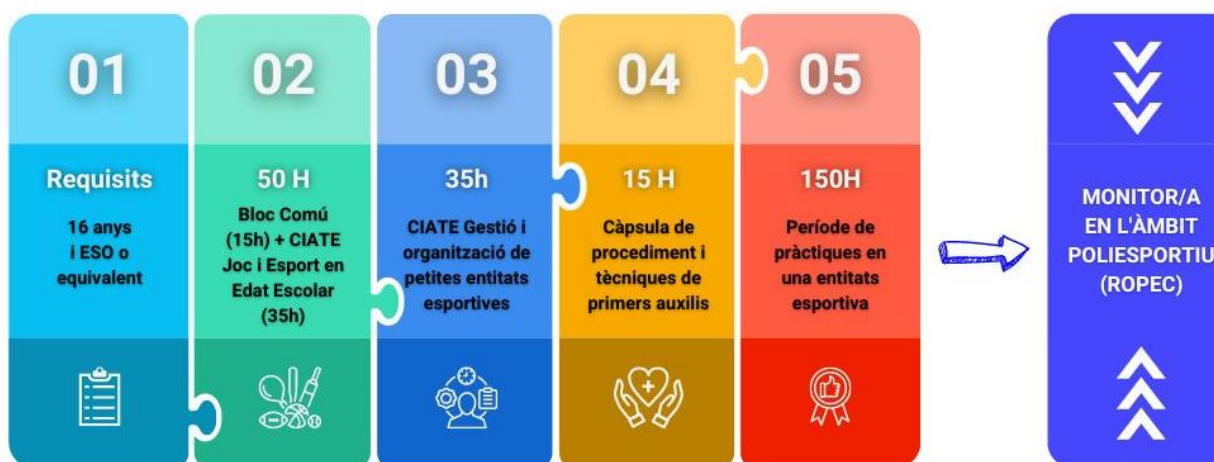 01
Requisits
16 anys
i ESO o
equivalent
02
50 H
Bloc Comú
(15h) + CIATE
Joc i Esport en
Edat Escolar
(35h)
03
35h
CIATE Gestió i
organització de
petites entitats
esportives
04
15 H
Càpsula de
procediment i
tècniques de
primers auxilis
05
150H
Període de
pràctiques en
una entitats
esportiva
MONITOR/A
EN L'ÀMBIT
POLIESPORTIU
(ROPEC)